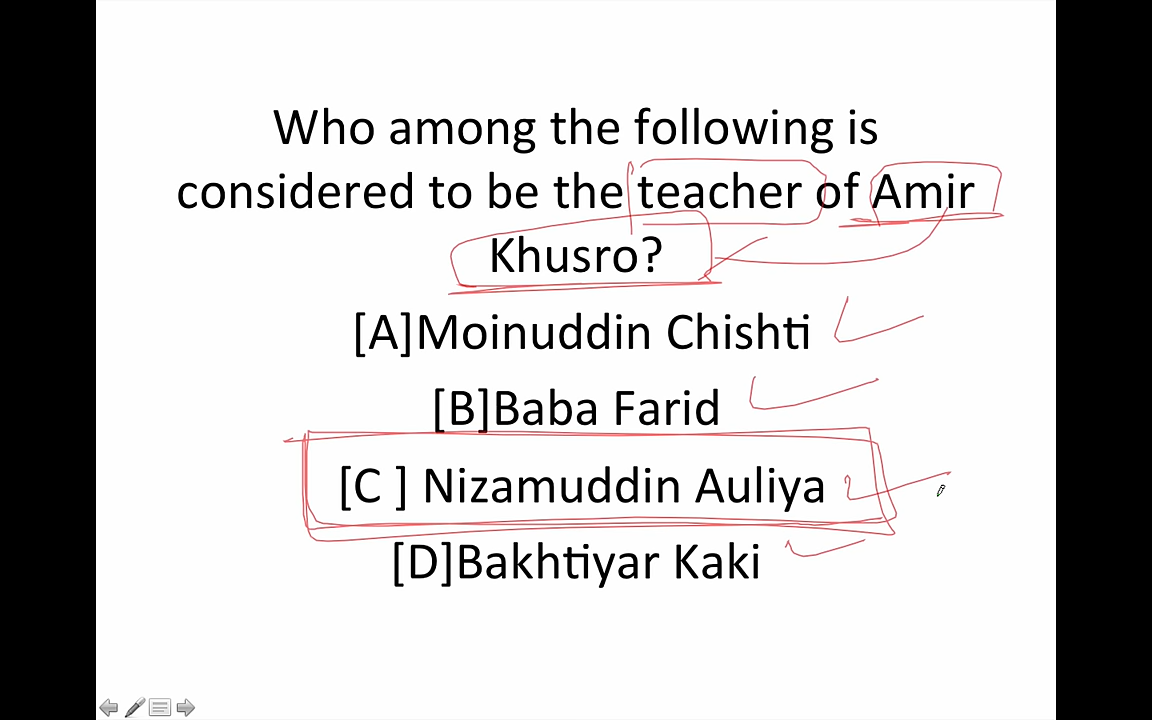 Who among the following is
considered to be the teacher of Amir
Khusro?
[A]Moinuddin Chishti
[B]Baba Farid
[C ] Nizamuddin Auliya
[D]Bakhtiyar Kaki